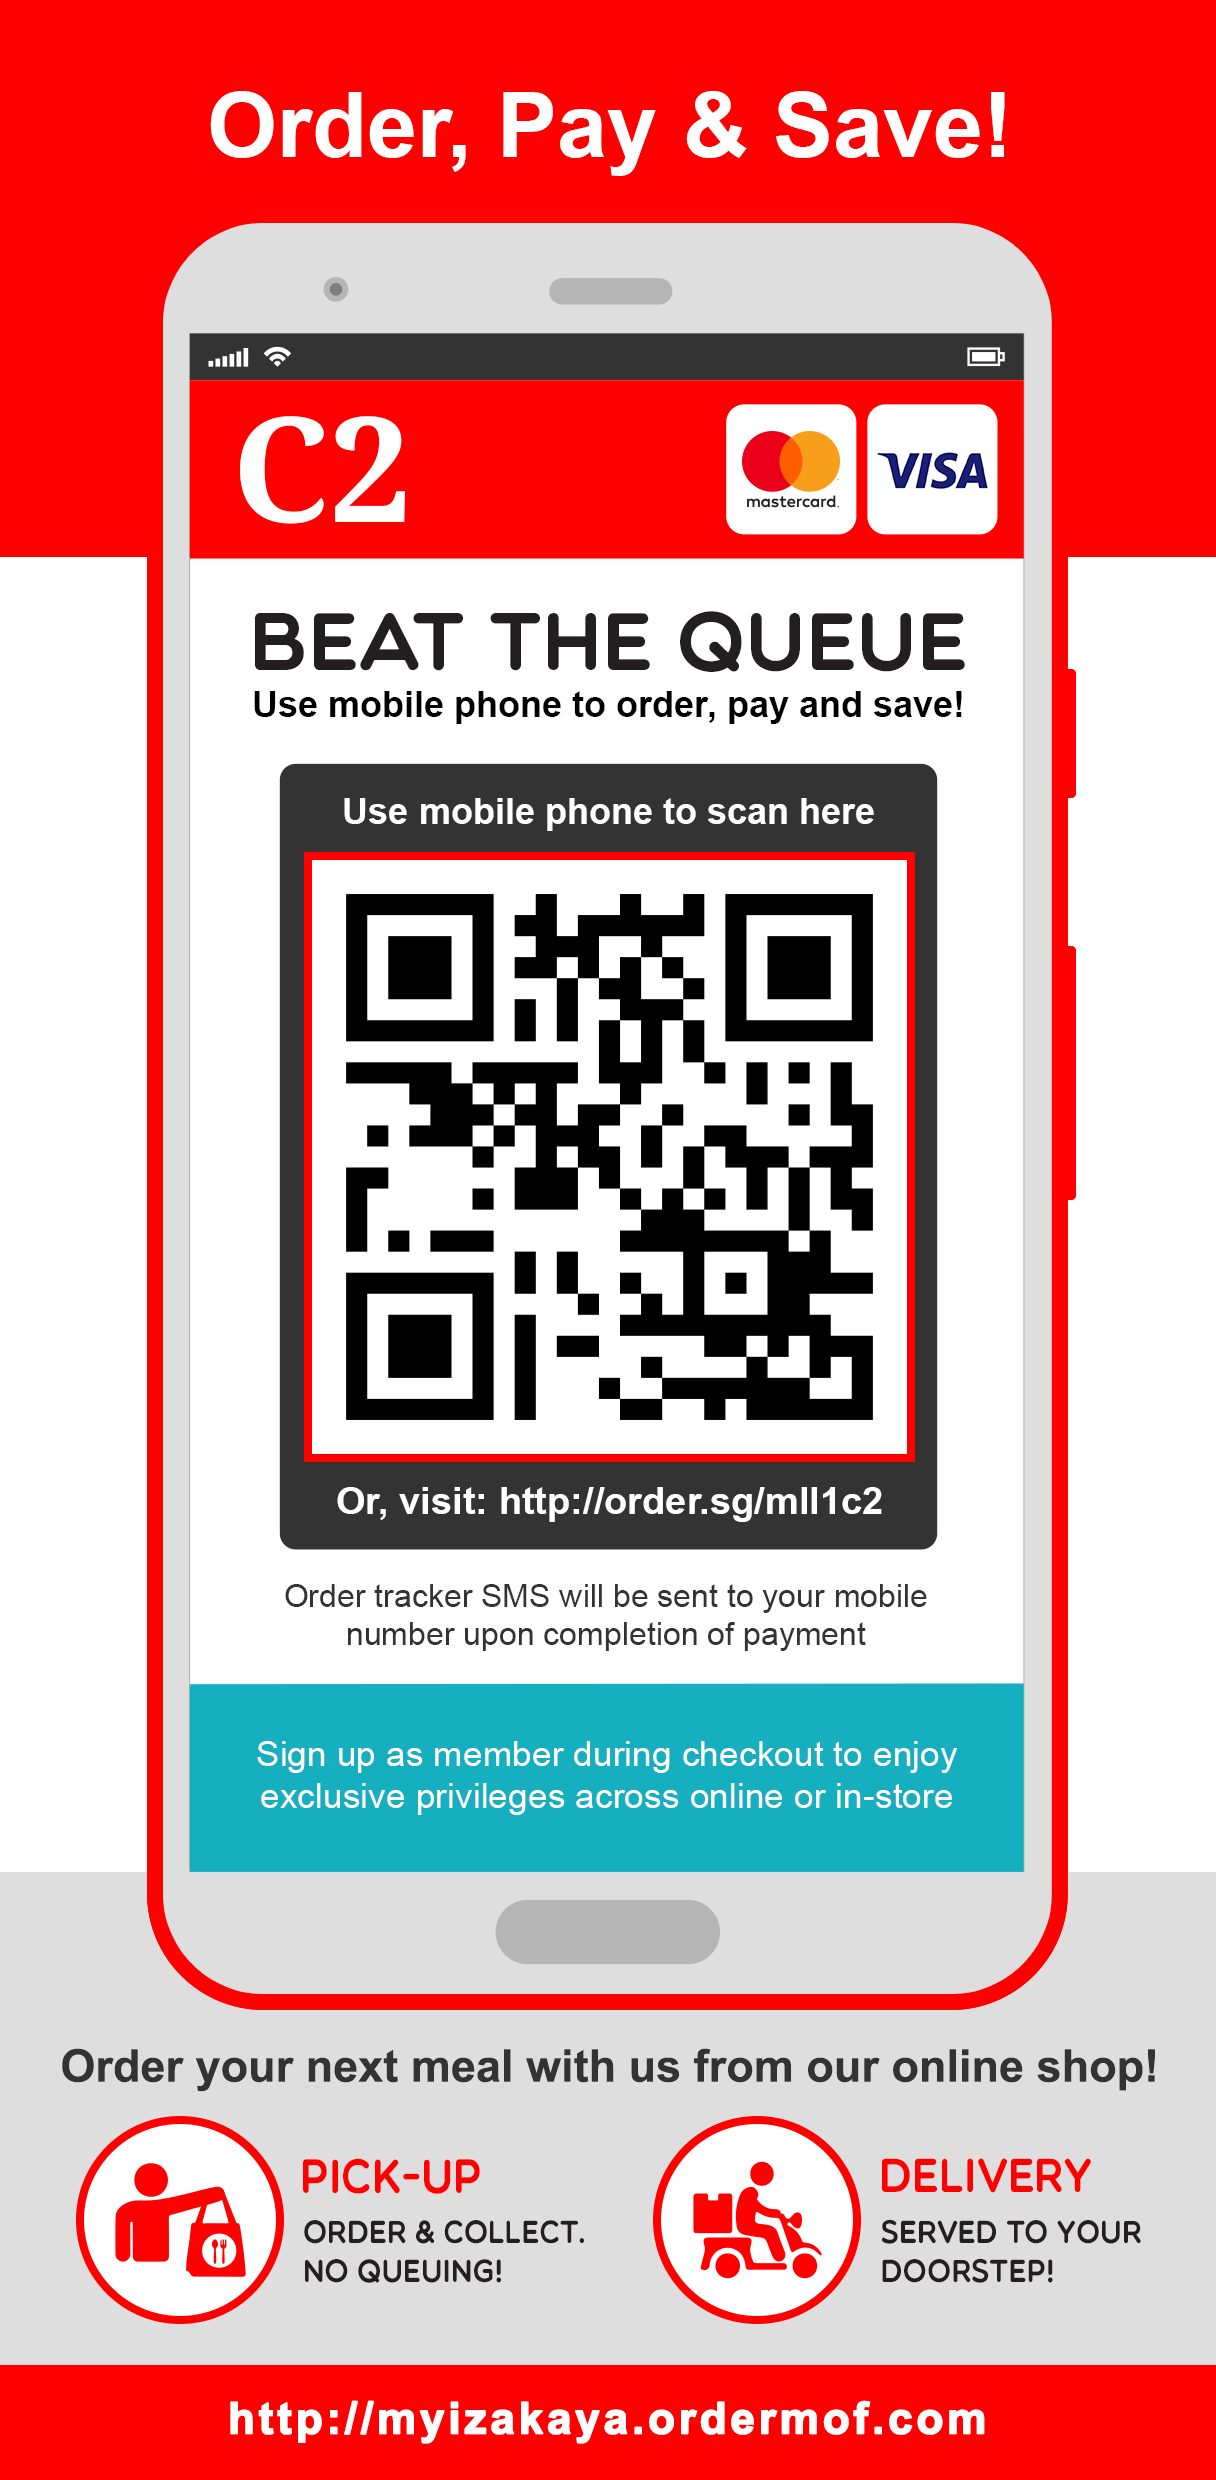 Order, Pay & Save!
C2
mastercard.
VISA
BEAT THE QUEUE
Use mobile phone to order, pay and save!
Use mobile phone to scan here
Or, visit: http://order.sg/mll1c2
Order tracker SMS will be sent to your mobile
number upon completion of payment
Sign up as member during checkout to enjoy
exclusive privileges across online or in-store
Order your next meal with us from our online shop!
PICK-UP
ORDER & COLLECT.
NO QUEUING!
DELIVERY
SERVED TO YOUR
DOORSTEP!
http://myizakaya.ordermof.com